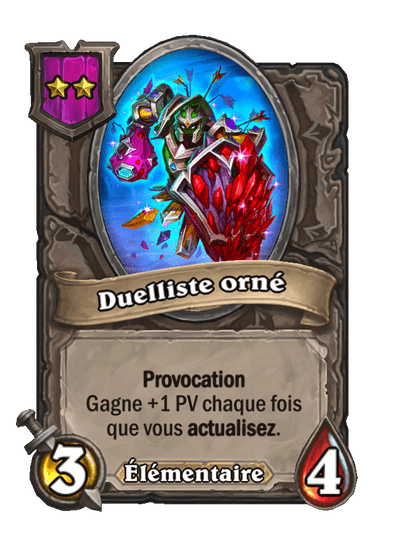 Duelliste orné
Provocation
Gagne +1 PV chaque fois
que vous actualisez.
3
Élémentaire
4